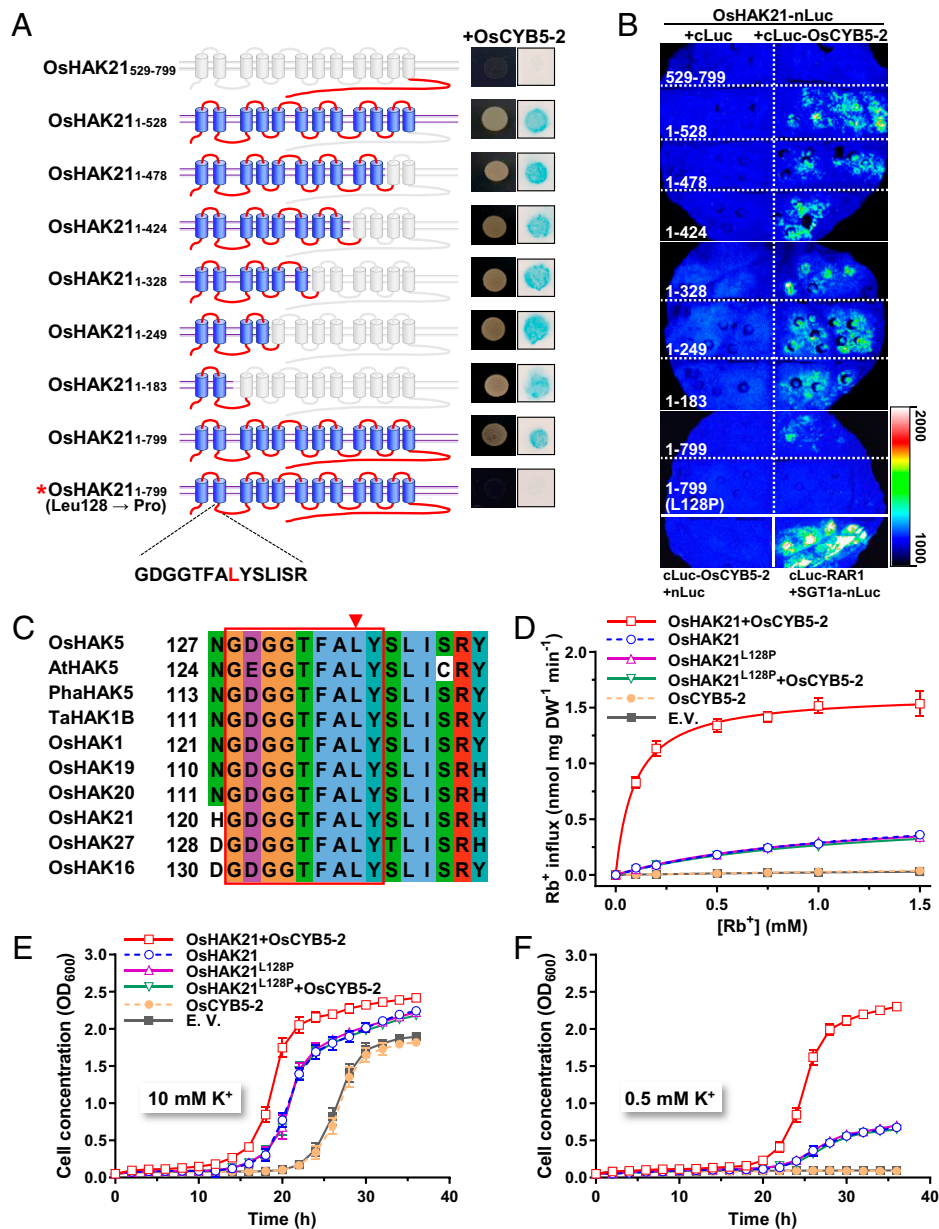 A
+OsCYB5-2
OsHAK21529-799
OsHAK211-528
OsHAK211-478
OsHAK211-424
OsHAK211-328
OsHAK211-249
OsHAK211-183
OsHAK211-799
*OsHAK211-799
(Leu128 → Pro)
GDGGTFALYSLISR
B
OsHAK21-nLuc
+cLuc +cLuc-OsCYB5-2
529-799
1-528
1-478
1-424
1-328
1-249
1-183
1-799
1-799
(L128P)
2000
1000
cLuc-OsCYB5-2
+nLuc
cLuc-RAR1
+SGT1a-nLuc
C
OsHAK5 127 NGDGGTFALYSLISRY
AtHAK5 124 NGEGGTFALYSLICRY
PhaHAK5 113 NGDGGTFALYSLISRY
TaHAK1B 111 NGDGGTFALYSLISRY
OsHAK1 121 NGDGGTFALYSLISRY
OsHAK19 110 NGDGGTFALYSLISRH
OsHAK20 111 NGDGGTFALYSLISRH
OsHAK21 120 HGDGGTFALYSLISRY
OsHAK27 128 DGDGGTFALYTLISRY
OsHAK16 130 DGDGGTFALYSLISRY
D
OsHAK21+OsCYB5-2
OsHAK21
OsHAK21L128P
OsHAK21L128P+OsCYB5-2
OsCYB5-2
E.V.
Rb+ influx (nmol mg DW-1 min-1)
2.0
1.5
1.0
0.5
0.0
0.0 0.5 1.0 1.5
[Rb+] (mM)
E
OsHAK21+OsCYB5-2
OsHAK21
OsHAK21L128P
OsHAK21L128P+OsCYB5-2
OsCYB5-2
E. V.
Cell concentration (OD600)
3.0
2.5
2.0
1.5
1.0
0.5
0.0
10 mM K+
0 10 20 30 40
Time (h)
F
Cell concentration (OD600)
3.0
2.5
2.0
1.5
1.0
0.5
0.0
0.5 mM K+
0 10 20 30 40
Time (h)